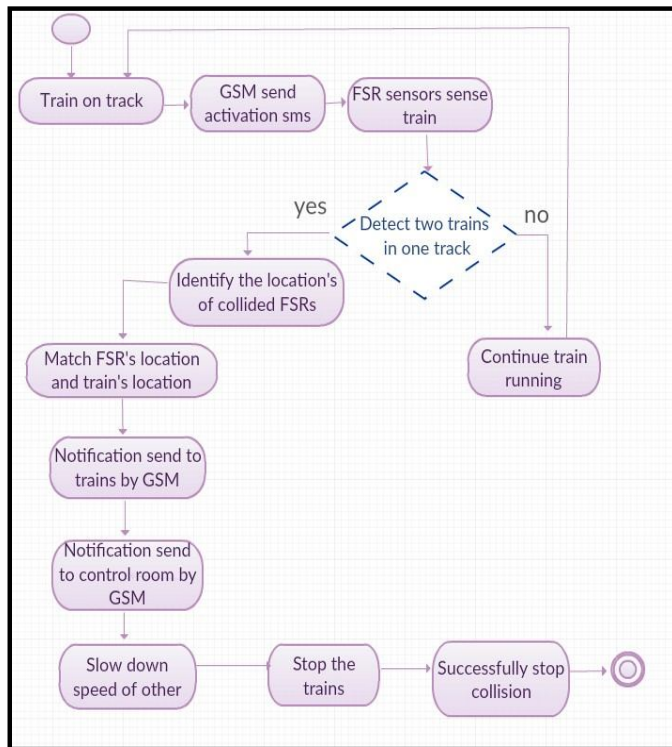 Train on track
GSM send
activation sms
FSR sensors sense
train
yes
Detect two trains
in one track
no
Identify the location's
of collided FSRs
Match FSR's location
and train's location
Continue train
running
Notification send to
trains by GSM
Notification send
to control room by
GSM
Slow down
speed of other
Stop the
trains
Successfully stop
collision